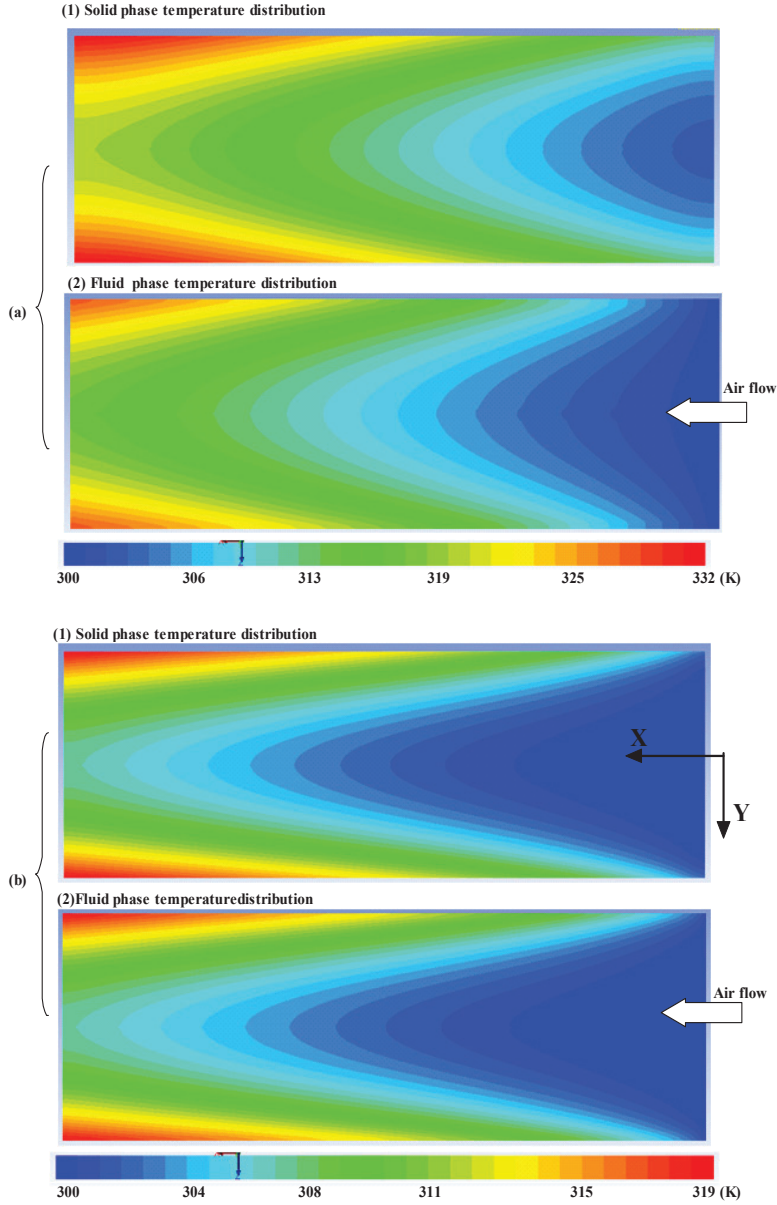 (1) Solid phase temperature distribution
(2) Fluid phase temperature distribution
(a)
Air flow
300 306 313 319 325 332 (K)
(1) Solid phase temperature distribution
X
Y
(b)
(2)Fluid phase temperaturedistribution
Air flow
300 304 308 311 315 319 (K)